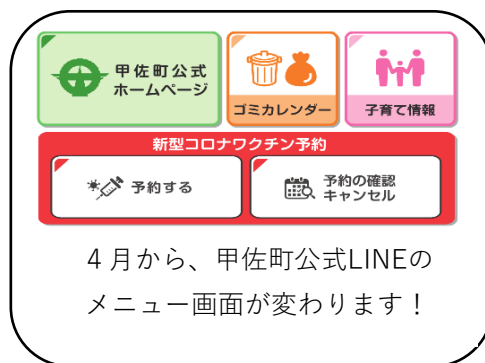 甲佐町公式
ホームページ
ゴミカレンダー
子育て情報
新型コロナワクチン予約
予約する
予約の確認
キャンセル
４月から、甲佐町公式LINEの
メニュー画面が変わります！